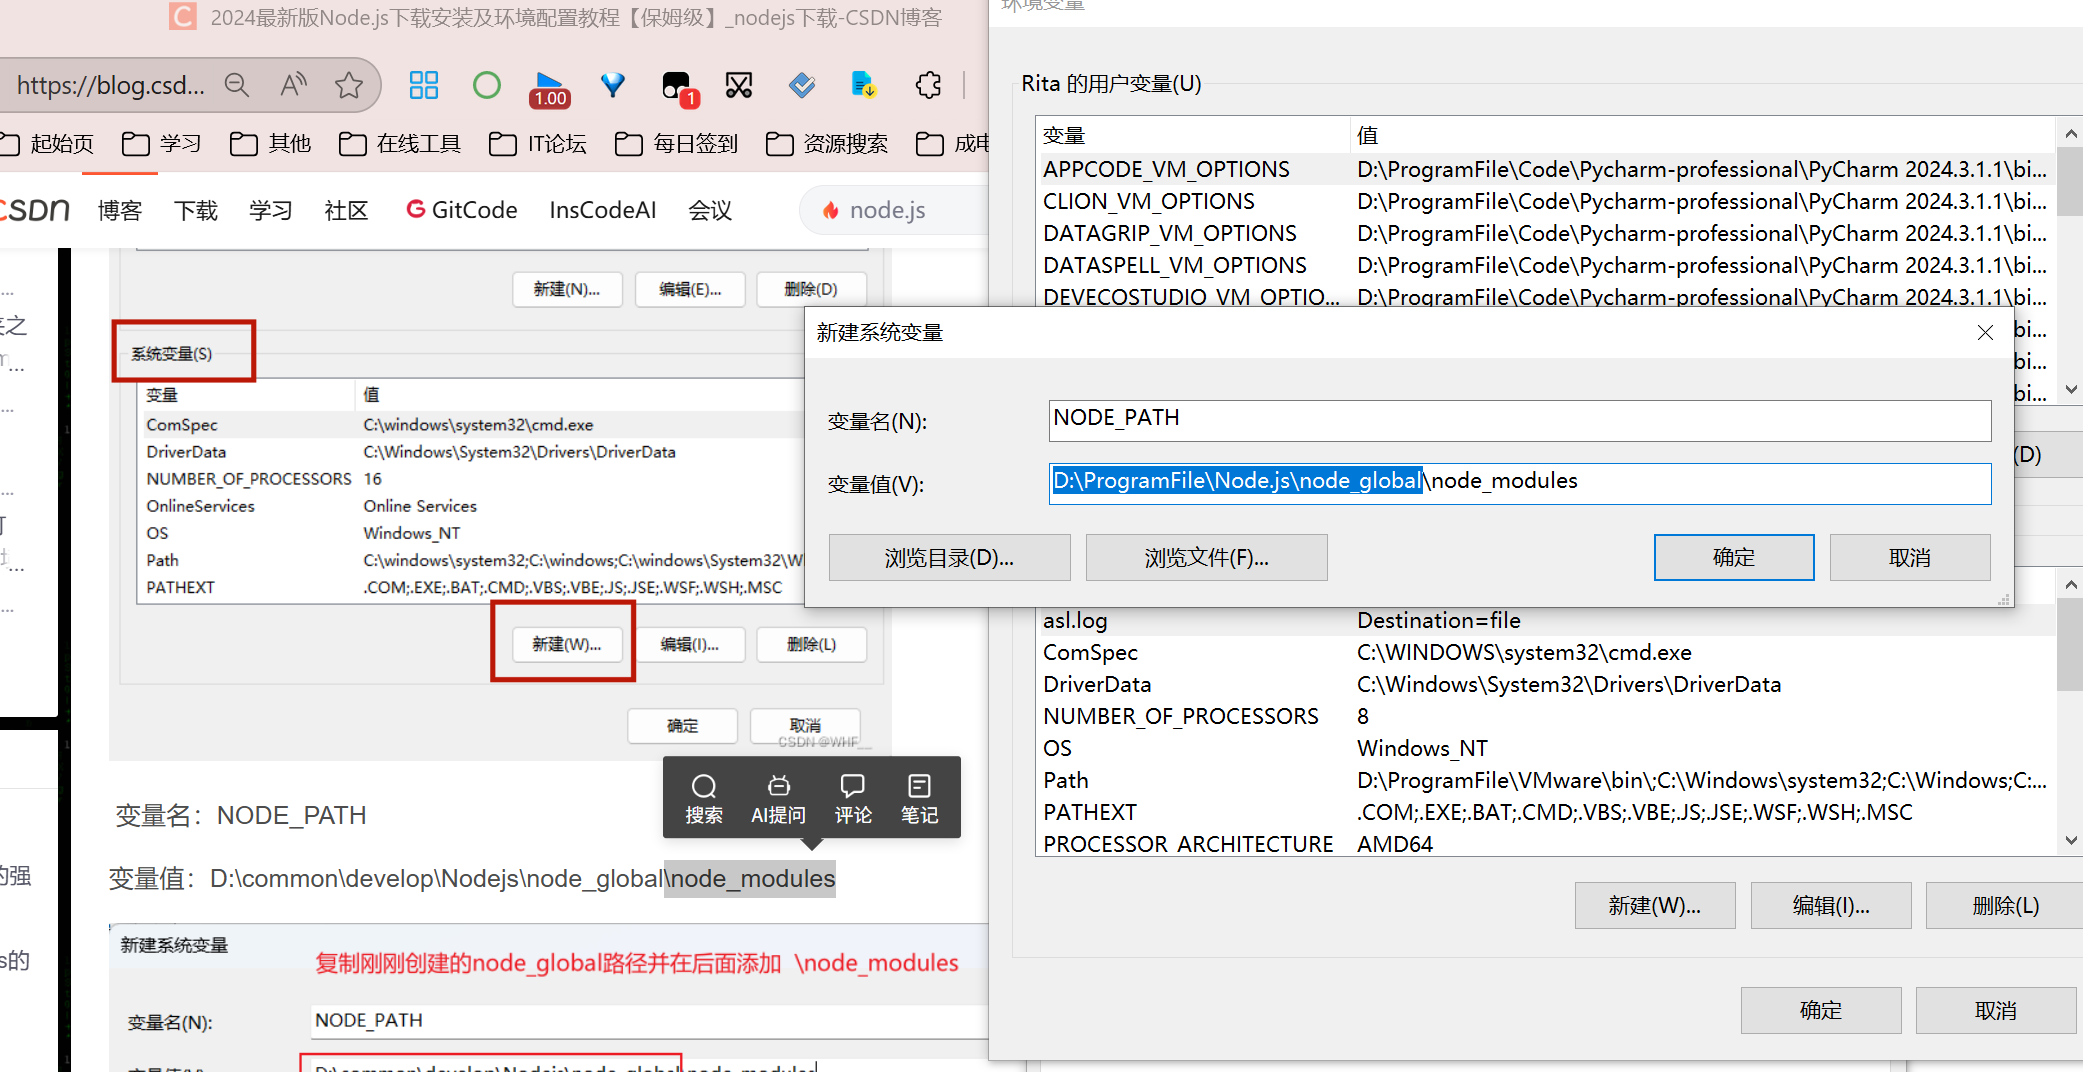 2024最新版Node.js下载安装及环境配置教程【保姆级】_nodejs下载-CSDN博客
https://blog.csd...
1.00
1
起始页
学习
其他
在线工具
IT论坛
每日签到
资源搜索
成电
CSDN
博客
下载
学习
社区
GitCode
InsCodeAI
会议
node.js
新建(N)...
编辑(E)...
删除(D)
系统变量(S)
变量 值
ComSpec C:\windows\system32\cmd.exe
DriverData C:\Windows\System32\Drivers\DriverData
NUMBER_OF_PROCESSORS 16
OnlineServices Online Services
OS Windows_NT
Path C:\windows\system32;C:\windows;C:\windows\System32\W
PATHEXT .COM;.EXE;.BAT;.CMD;.VBS;.VBE;.JS;.JSE;.WSF;.WSH;.MSC
新建(W)...
编辑(I)...
删除(L)
确定
取消
CSDN @WHF__
搜索
AI提问
评论
笔记
变量名：NODE_PATH
变量值：D:\common\develop\Nodejs\node_global\node_modules
的强
s的
新建系统变量
复制刚刚创建的node_global路径并在后面添加 \node_modules
变量名(N):
NODE_PATH
变量值(V):
D:\common\develop\Nodejs\node_global\node_modules
环境变量
Rita 的用户变量(U)
变量 值
APPCODE_VM_OPTIONS D:\ProgramFile\Code\Pycharm-professional\PyCharm 2024.3.1.1\bi...
CLION_VM_OPTIONS D:\ProgramFile\Code\Pycharm-professional\PyCharm 2024.3.1.1\bi...
DATAGRIP_VM_OPTIONS D:\ProgramFile\Code\Pycharm-professional\PyCharm 2024.3.1.1\bi...
DATASPELL_VM_OPTIONS D:\ProgramFile\Code\Pycharm-professional\PyCharm 2024.3.1.1\bi...
DEVECOSTUDIO_VM_OPTIO... D:\ProgramFile\Code\Pycharm-professional\PyCharm 2024.3.1.1\bi...
bi...
bi...
bi...
(D)
新建系统变量
变量名(N):
NODE_PATH
变量值(V):
D:\ProgramFile\Node.js\node_global\node_modules
浏览目录(D)...
浏览文件(F)...
确定
取消
asl.log Destination=file
ComSpec C:\WINDOWS\system32\cmd.exe
DriverData C:\Windows\System32\Drivers\DriverData
NUMBER_OF_PROCESSORS 8
OS Windows_NT
Path D:\ProgramFile\VMware\bin\;C:\Windows\system32;C:\Windows;C:...
PATHEXT .COM;.EXE;.BAT;.CMD;.VBS;.VBE;.JS;.JSE;.WSF;.WSH;.MSC
PROCESSOR_ARCHITECTURE AMD64
新建(W)...
编辑(I)...
删除(L)
确定
取消